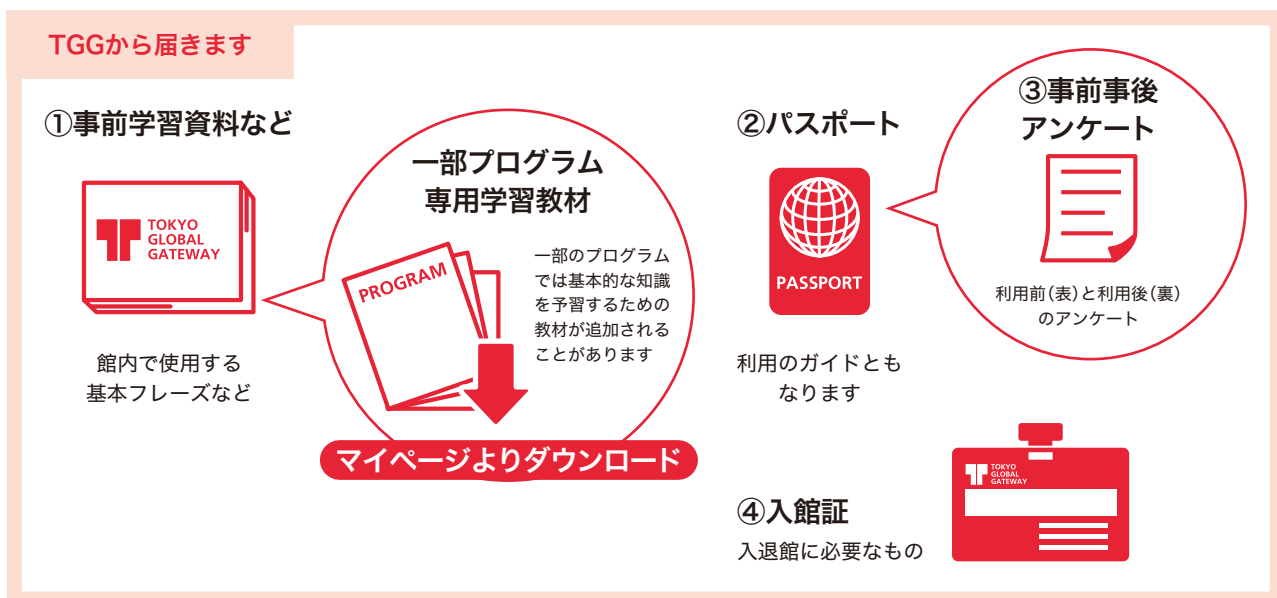 TGGから届きます
①事前学習資料など
TOKYO
GLOBAL
GATEWAY
館内で使用する
基本フレーズなど
一部プログラム
専用学習教材
PROGRAM
一部のプログラム
では基本的な知識
を予習するための
教材が追加される
ことがあります
マイページよりダウンロード
②パスポート
PASSPORT
利用のガイドとも
なります
③事前事後
アンケート
利用前(表)と利用後(裏)
のアンケート
④入館証
入退館に必要なもの
TOKYO
GLOBAL
GATEWAY